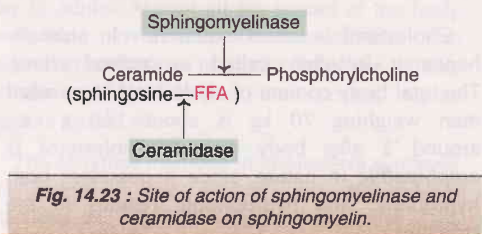 Sphingomyelinase
Ceramide — Phosphorylcholine
(sphingosine–FFA )
Ceramidase
Fig. 14.23 : Site of action of sphingomyelinase and
ceramidase on sphingomyelin.